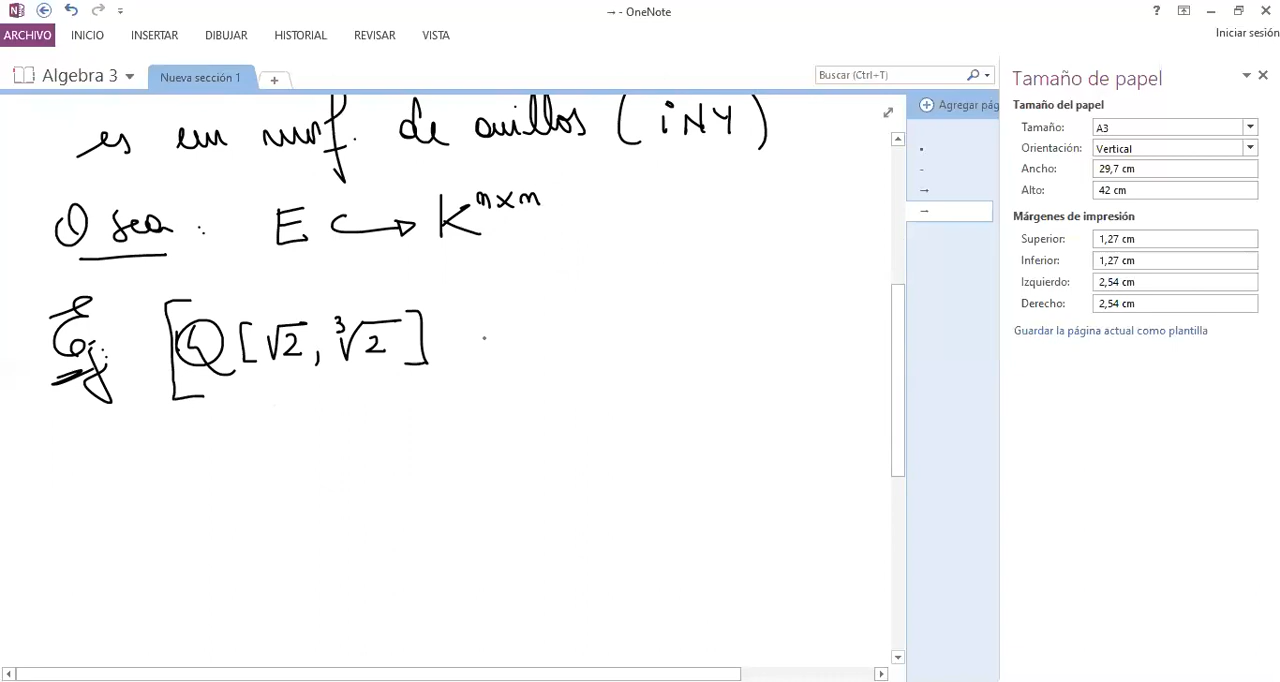 → - OneNote
?
ARCHIVO INICIO INSERTAR DIBUJAR HISTORIAL REVISAR VISTA
Iniciar sesión
Algebra 3 Nueva sección 1 +
Buscar (Ctrl+T)
Agregar pág
es un morf. de anillos (iNY)
O sea: E ↪ K^{n×n}
Ej: [Q[√2, ∛2]
Tamaño de papel
Tamaño del papel
Tamaño: A3
Orientación: Vertical
Ancho: 29,7 cm
Alto: 42 cm
Márgenes de impresión
Superior: 1,27 cm
Inferior: 1,27 cm
Izquierdo: 2,54 cm
Derecho: 2,54 cm
Guardar la página actual como plantilla